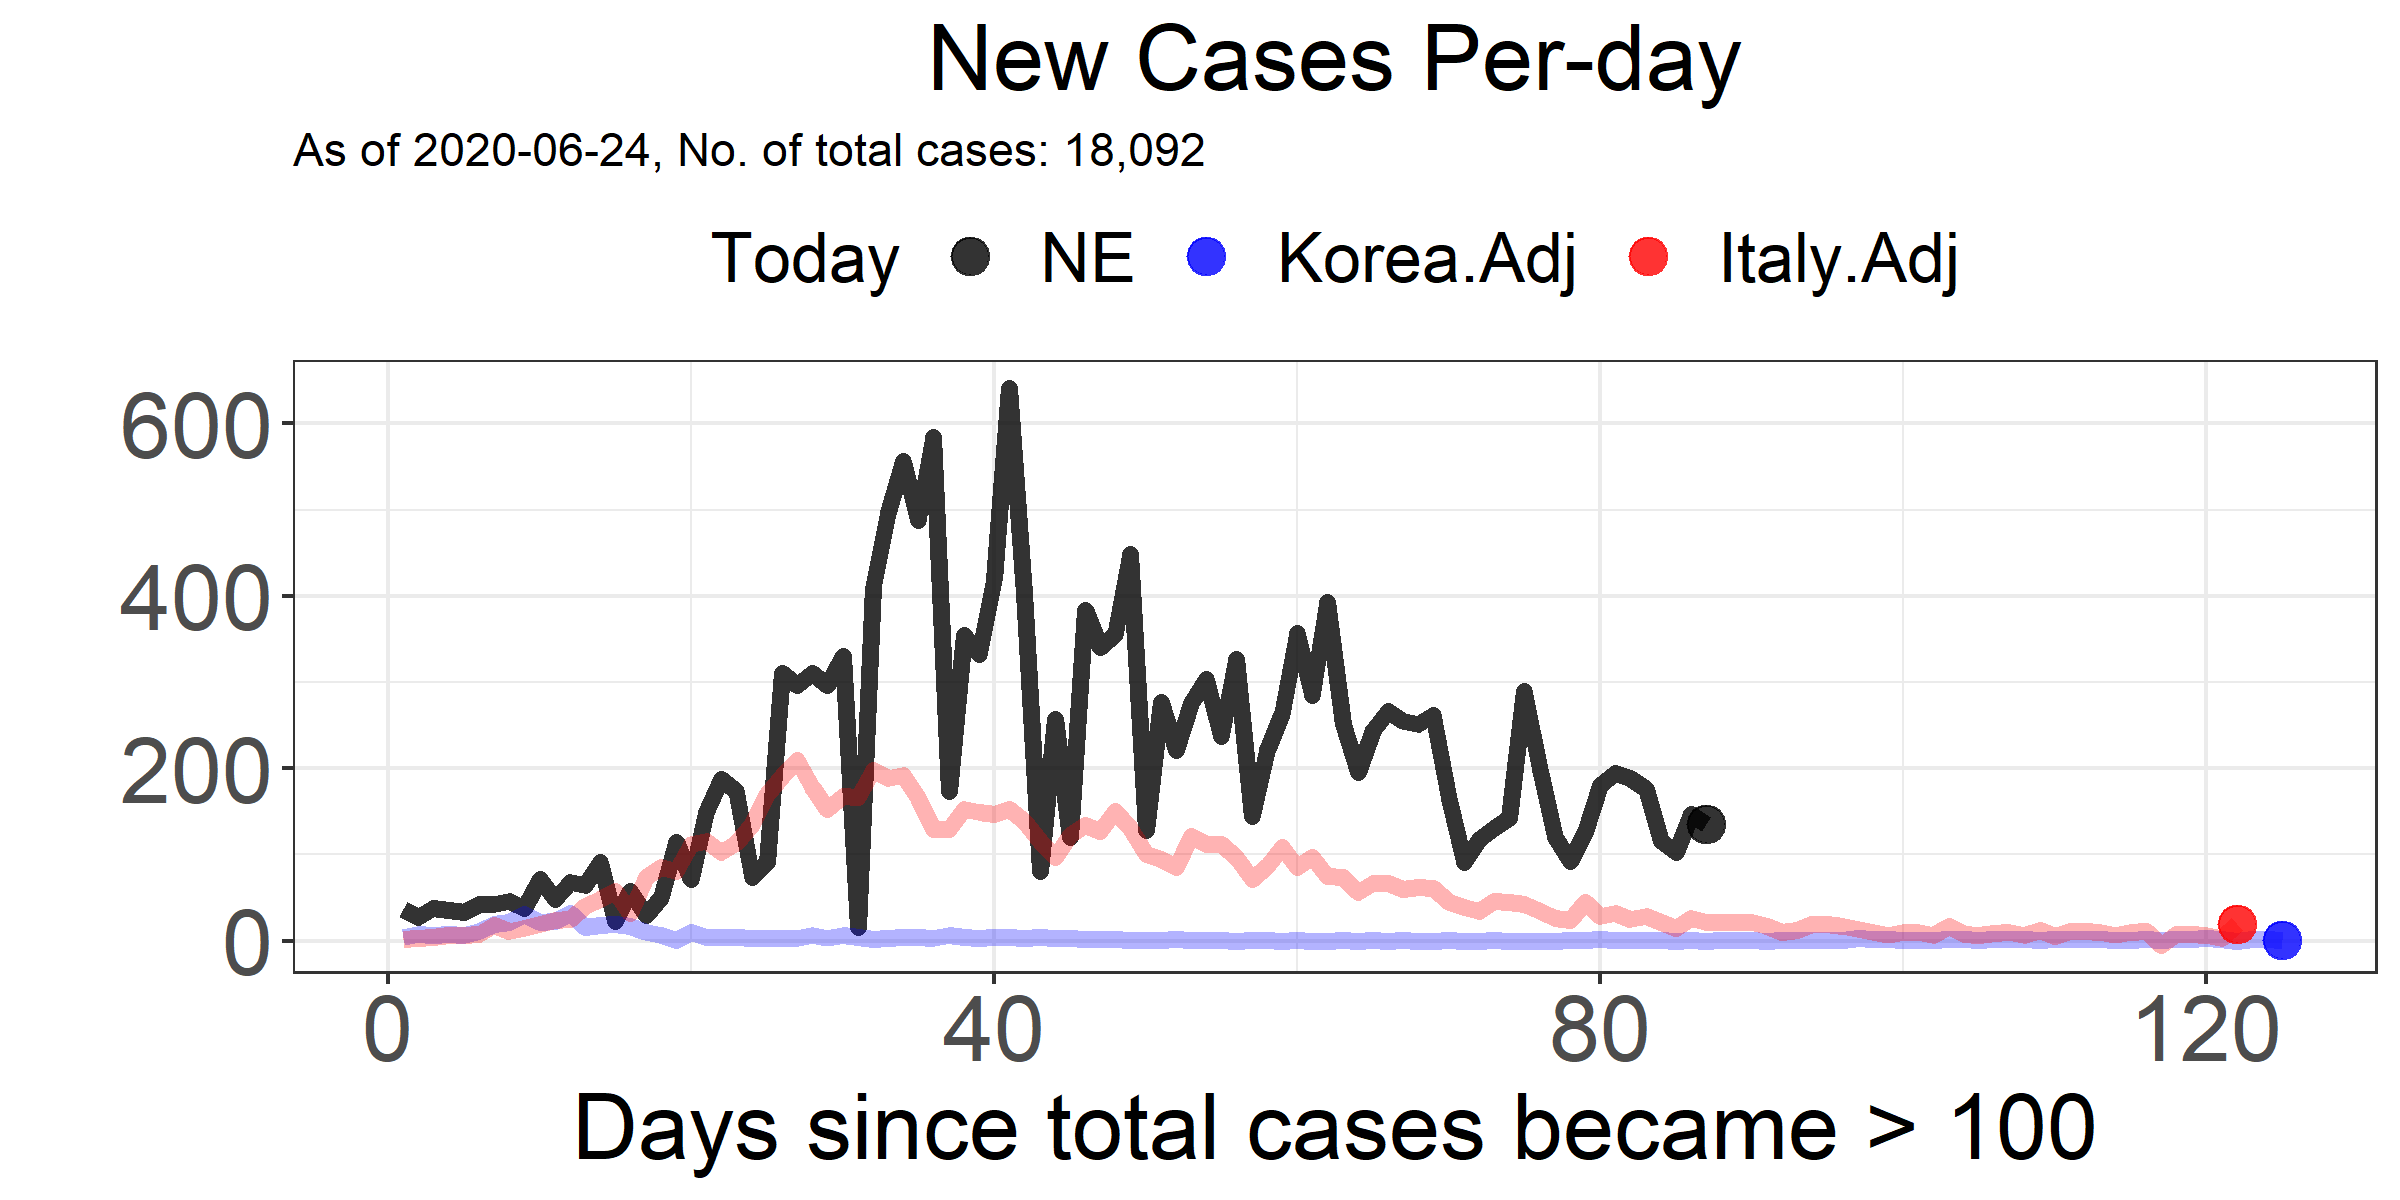 New Cases Per-day
As of 2020-06-24, No. of total cases: 18,092
Today NE Korea.Adj Italy.Adj
600
400
200
0
0 40 80 120
Days since total cases became > 100